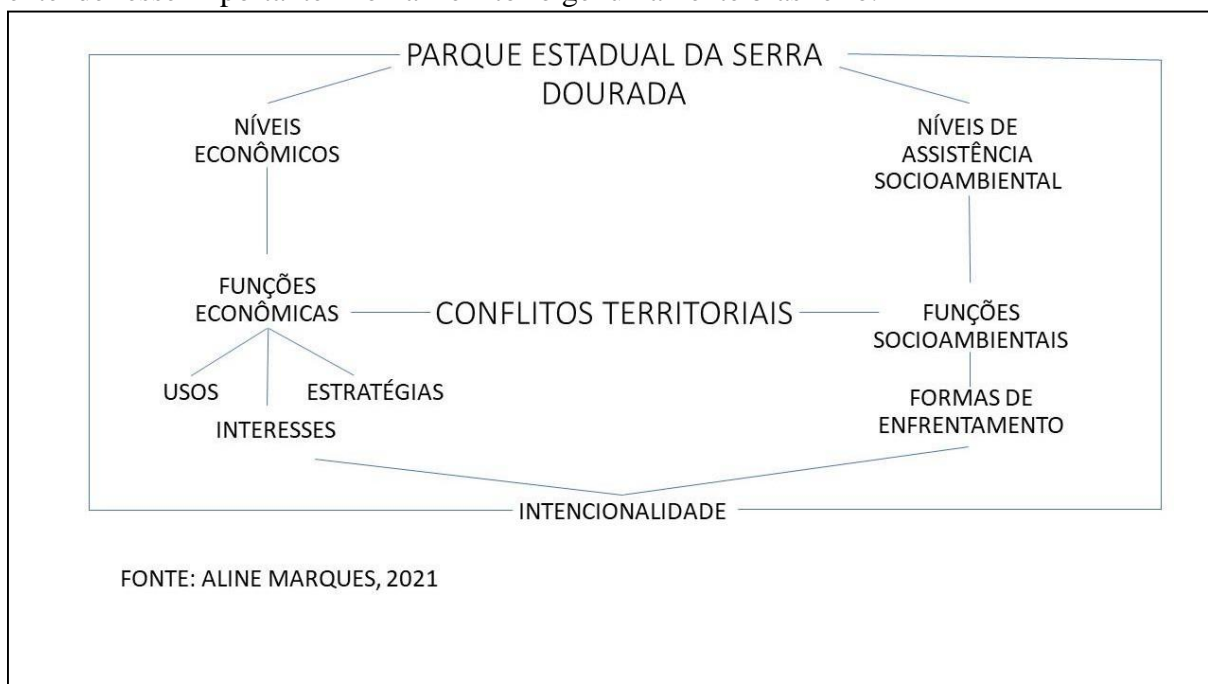 PARQUE ESTADUAL DA SERRA
DOURADA
NÍVEIS
ECONÔMICOS
NÍVEIS DE
ASSISTÊNCIA
SOCIOAMBIENTAL
FUNÇÕES
ECONÔMICAS
CONFLITOS TERRITORIAIS
FUNÇÕES
SOCIOAMBIENTAIS
USOS
ESTRATÉGIAS
INTERESSES
FORMAS DE
ENFRENTAMENTO
INTENCIONALIDADE
FONTE: ALINE MARQUES, 2021